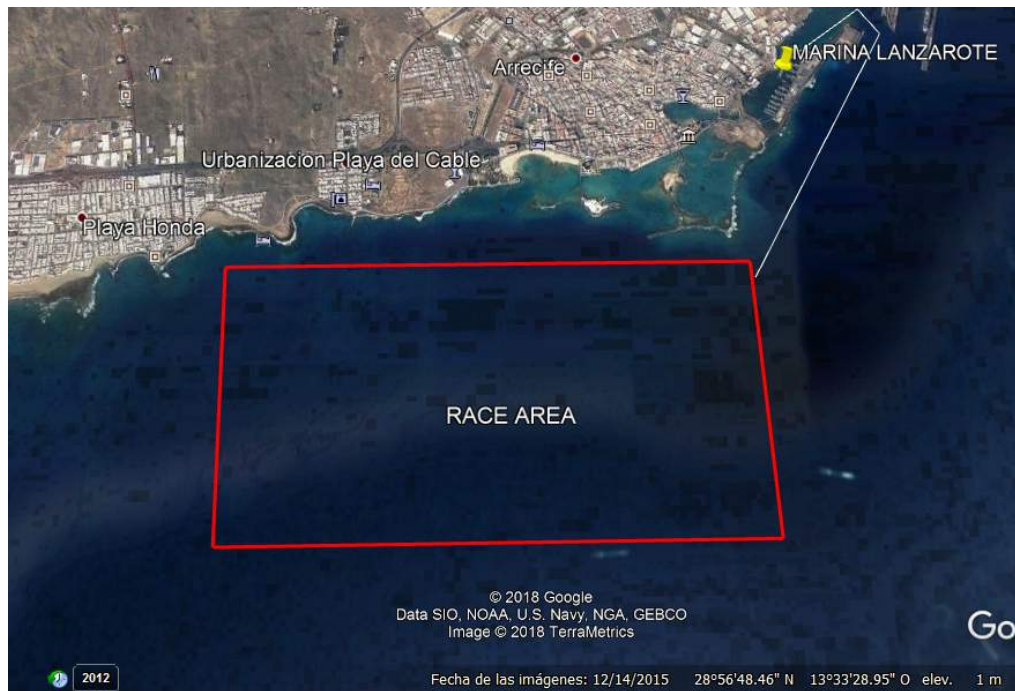 MARINA LANZAROTE
Arrecife
Urbanizacion Playa del Cable
Playa Honda
RACE AREA
© 2018 Google
Data SIO, NOAA, U.S. Navy, NGA, GEBCO
Image © 2018 TerraMetrics
Go
2012
Fecha de las imágenes: 12/14/2015 28°56'48.46" N 13°33'28.95" O elev. 1 m